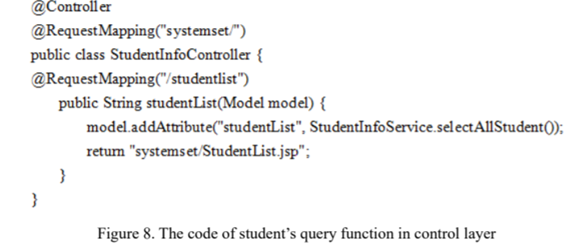 @Controller
@RequestMapping("systemset/")
public class StudentInfoController {
@RequestMapping("/studentlist")
public String studentList(Model model) {
model.addAttribute("studentList", StudentInfoService.selectAllStudent());
return "systemset/StudentList.jsp";
}
}
Figure 8. The code of student's query function in control layer